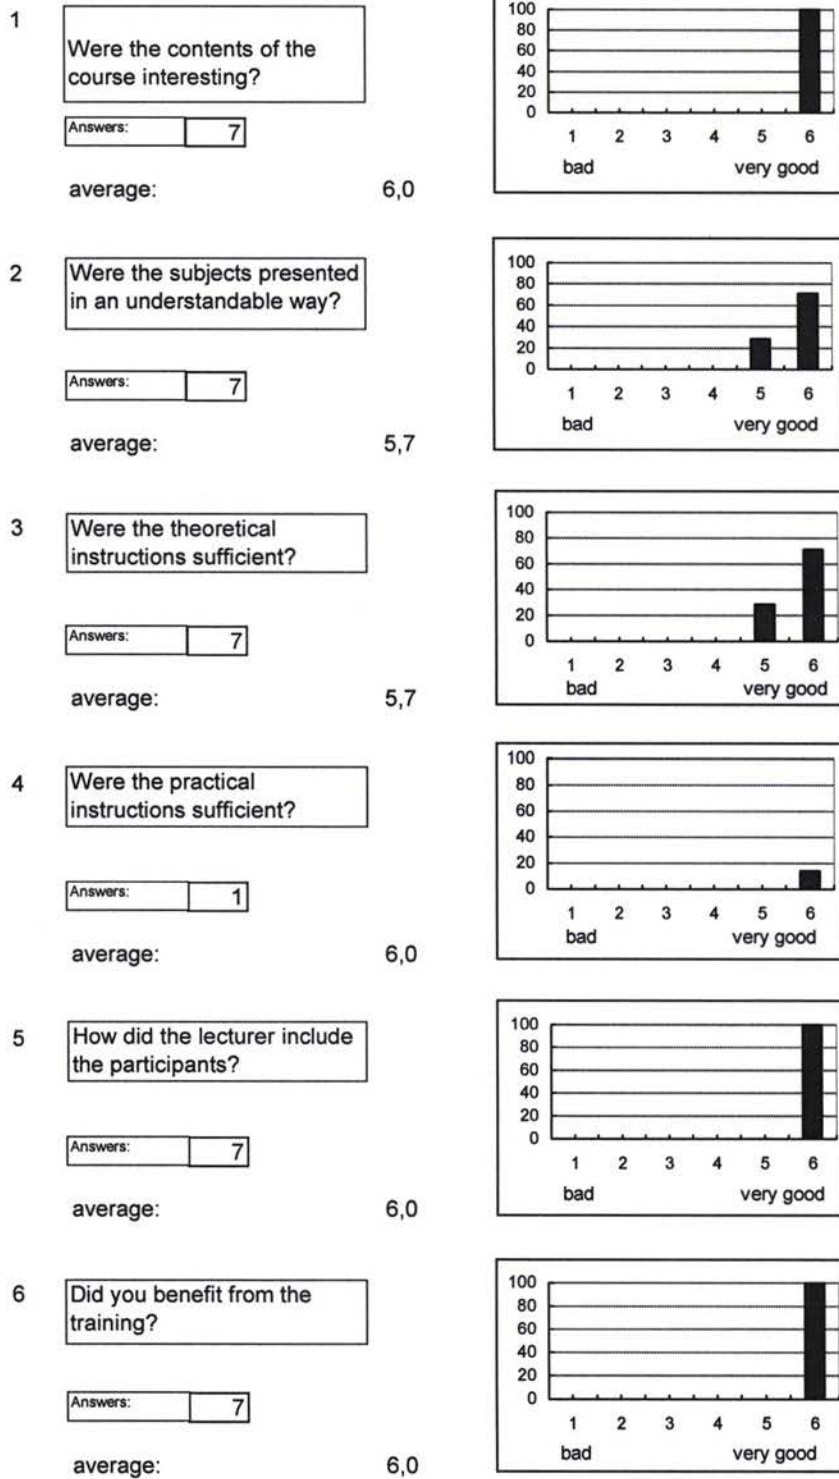 1
Were the contents of the
course interesting?
Answers: 7
average: 6,0
100
80
60
40
20
0
1 2 3 4 5 6
bad very good
2
Were the subjects presented
in an understandable way?
Answers: 7
average: 5,7
100
80
60
40
20
0
1 2 3 4 5 6
bad very good
3
Were the theoretical
instructions sufficient?
Answers: 7
average: 5,7
100
80
60
40
20
0
1 2 3 4 5 6
bad very good
4
Were the practical
instructions sufficient?
Answers: 1
average: 6,0
100
80
60
40
20
0
1 2 3 4 5 6
bad very good
5
How did the lecturer include
the participants?
Answers: 7
average: 6,0
100
80
60
40
20
0
1 2 3 4 5 6
bad very good
6
Did you benefit from the
training?
Answers: 7
average: 6,0
100
80
60
40
20
0
1 2 3 4 5 6
bad very good